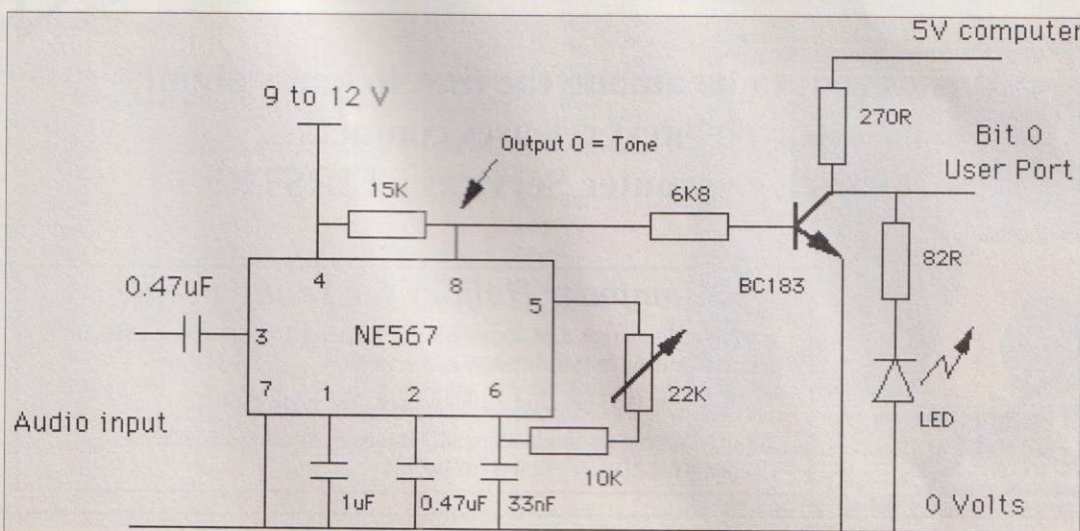 5V computer
9 to 12 V
270R
Output 0 = Tone
Bit 0
User Port
15K
6K8
82R
0.47uF
4
8
5
BC183
3
NE567
7
1
2
6
22K
LED
Audio input
10K
1uF
0.47uF
33nF
0 Volts